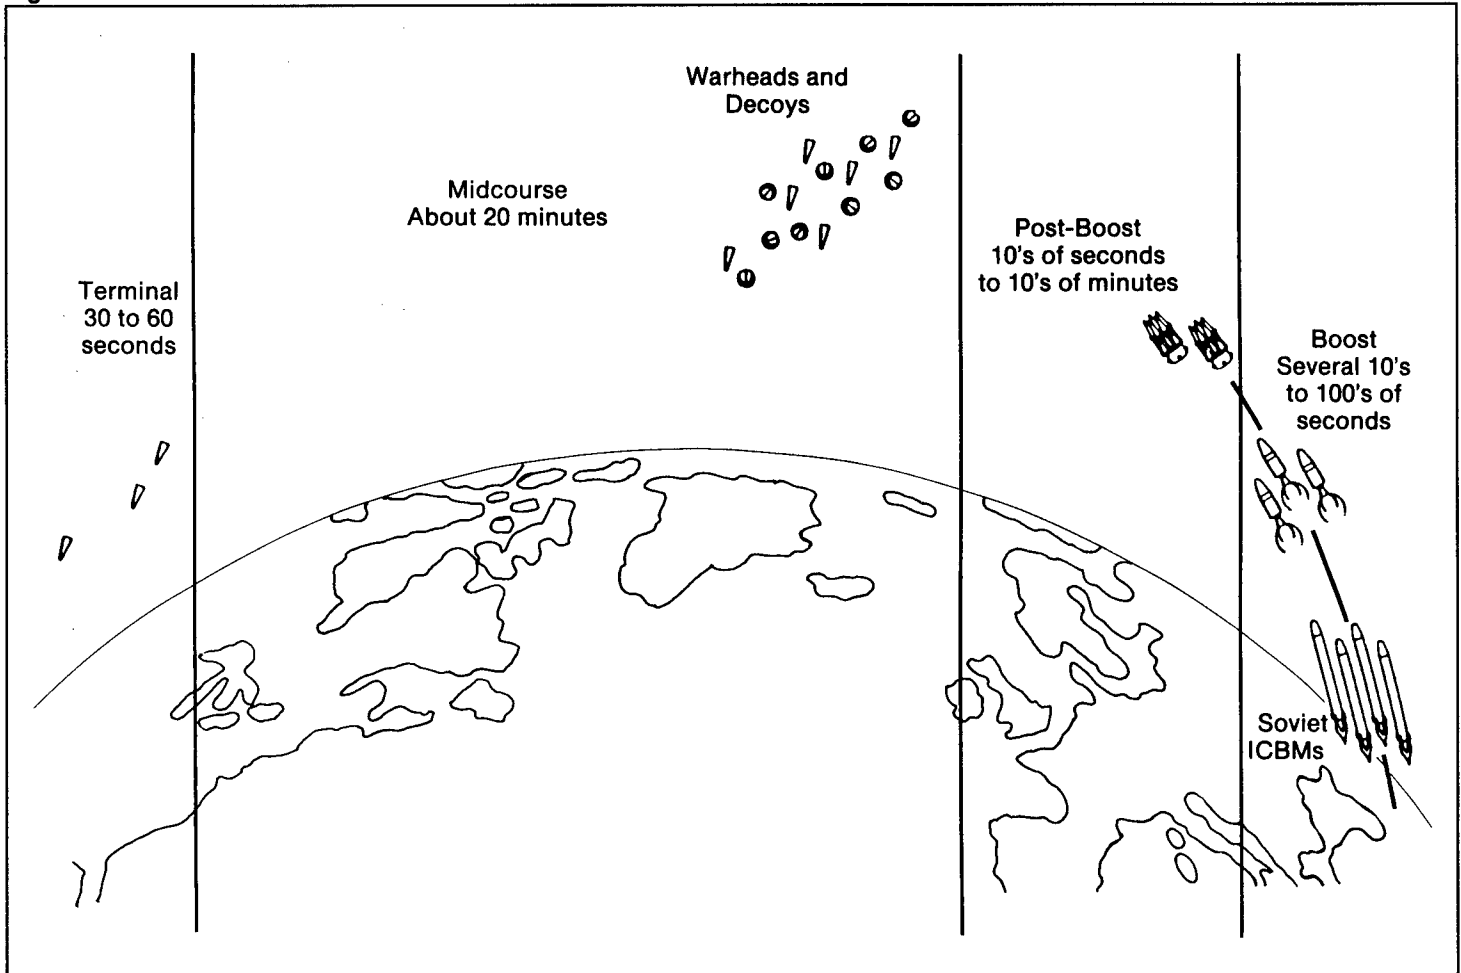 Warheads and
Decoys
Midcourse
About 20 minutes
Post-Boost
10's of seconds
to 10's of minutes
Terminal
30 to 60
seconds
Boost
Several 10's
to 100's of
seconds
Soviet
ICBMs